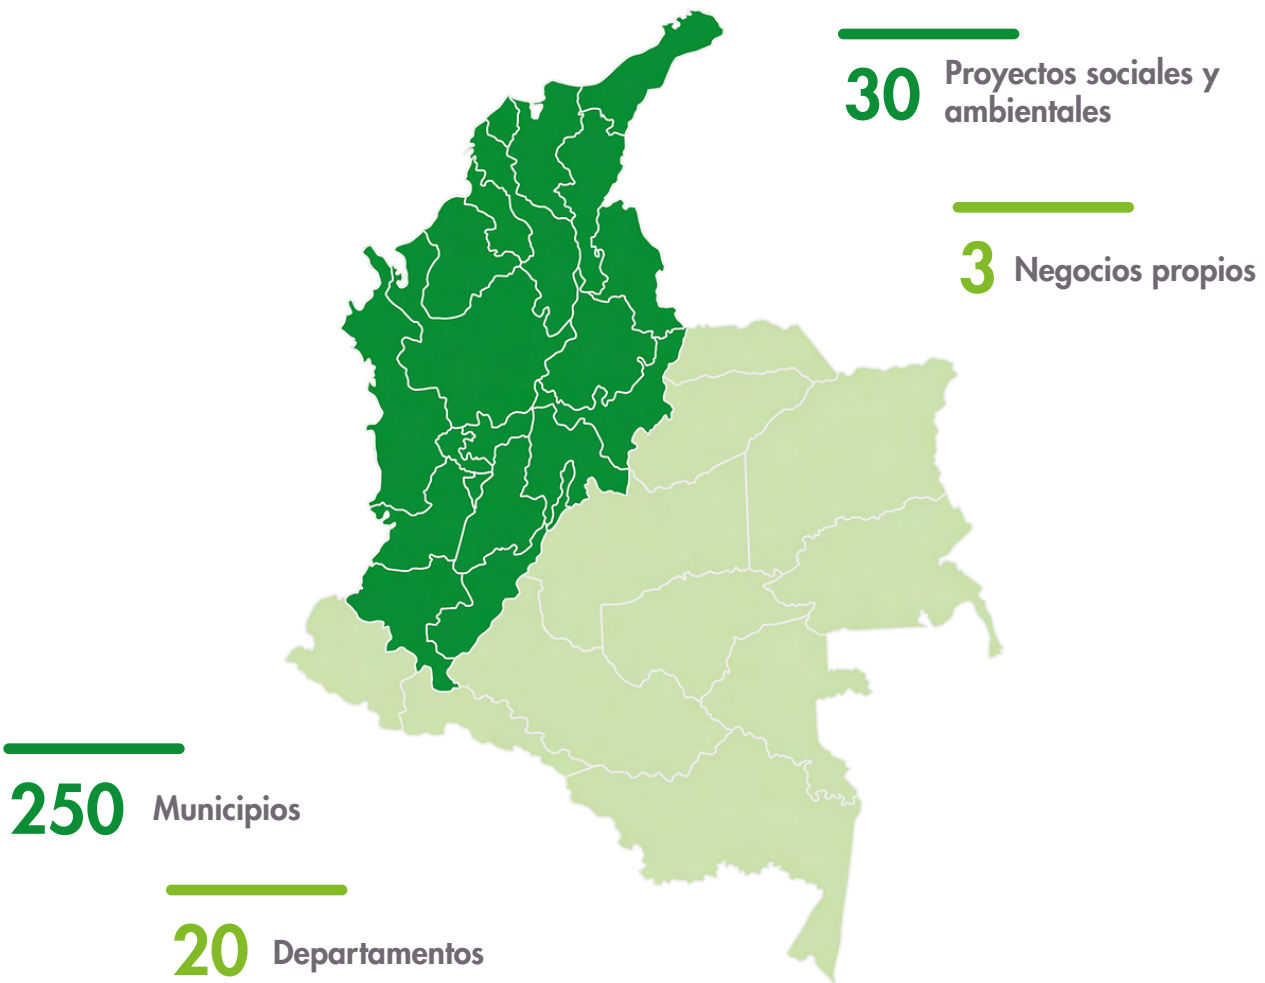 30 Proyectos sociales y
ambientales
3 Negocios propios
250 Municipios
20 Departamentos